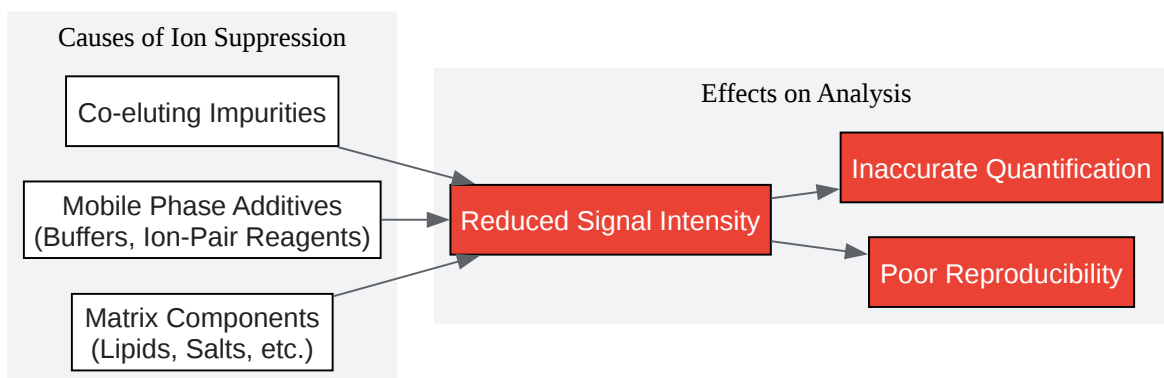 Causes of Ion Suppression
Co-eluting Impurities
Mobile Phase Additives
(Buffers, Ion-Pair Reagents)
Matrix Components
(Lipids, Salts, etc.)
Effects on Analysis
Reduced Signal Intensity
Inaccurate Quantification
Poor Reproducibility